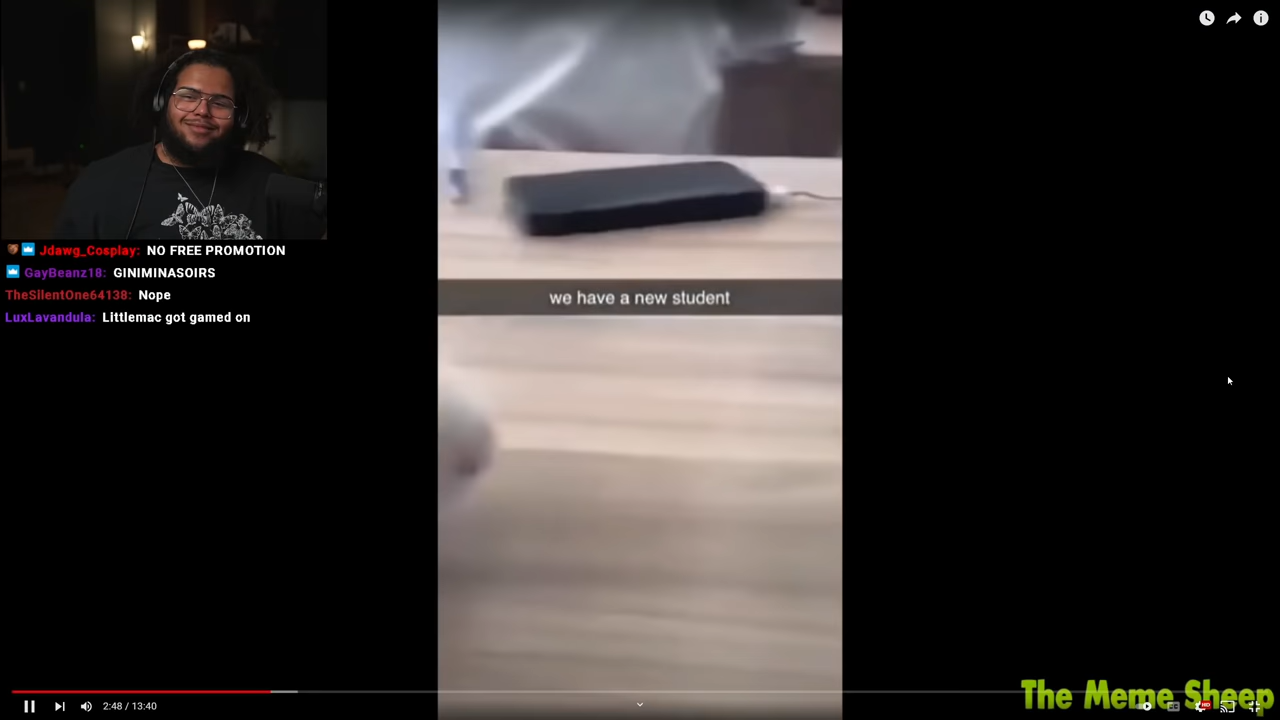 Jdawg_Cosplay: NO FREE PROMOTION
GayBeanz18: GINIMINASOIRS
TheSilentOne64138: Nope
LuxLavandula: Littlemac got gamed on
we have a new student
The Meme Sheep
2:48 / 13:40
HD